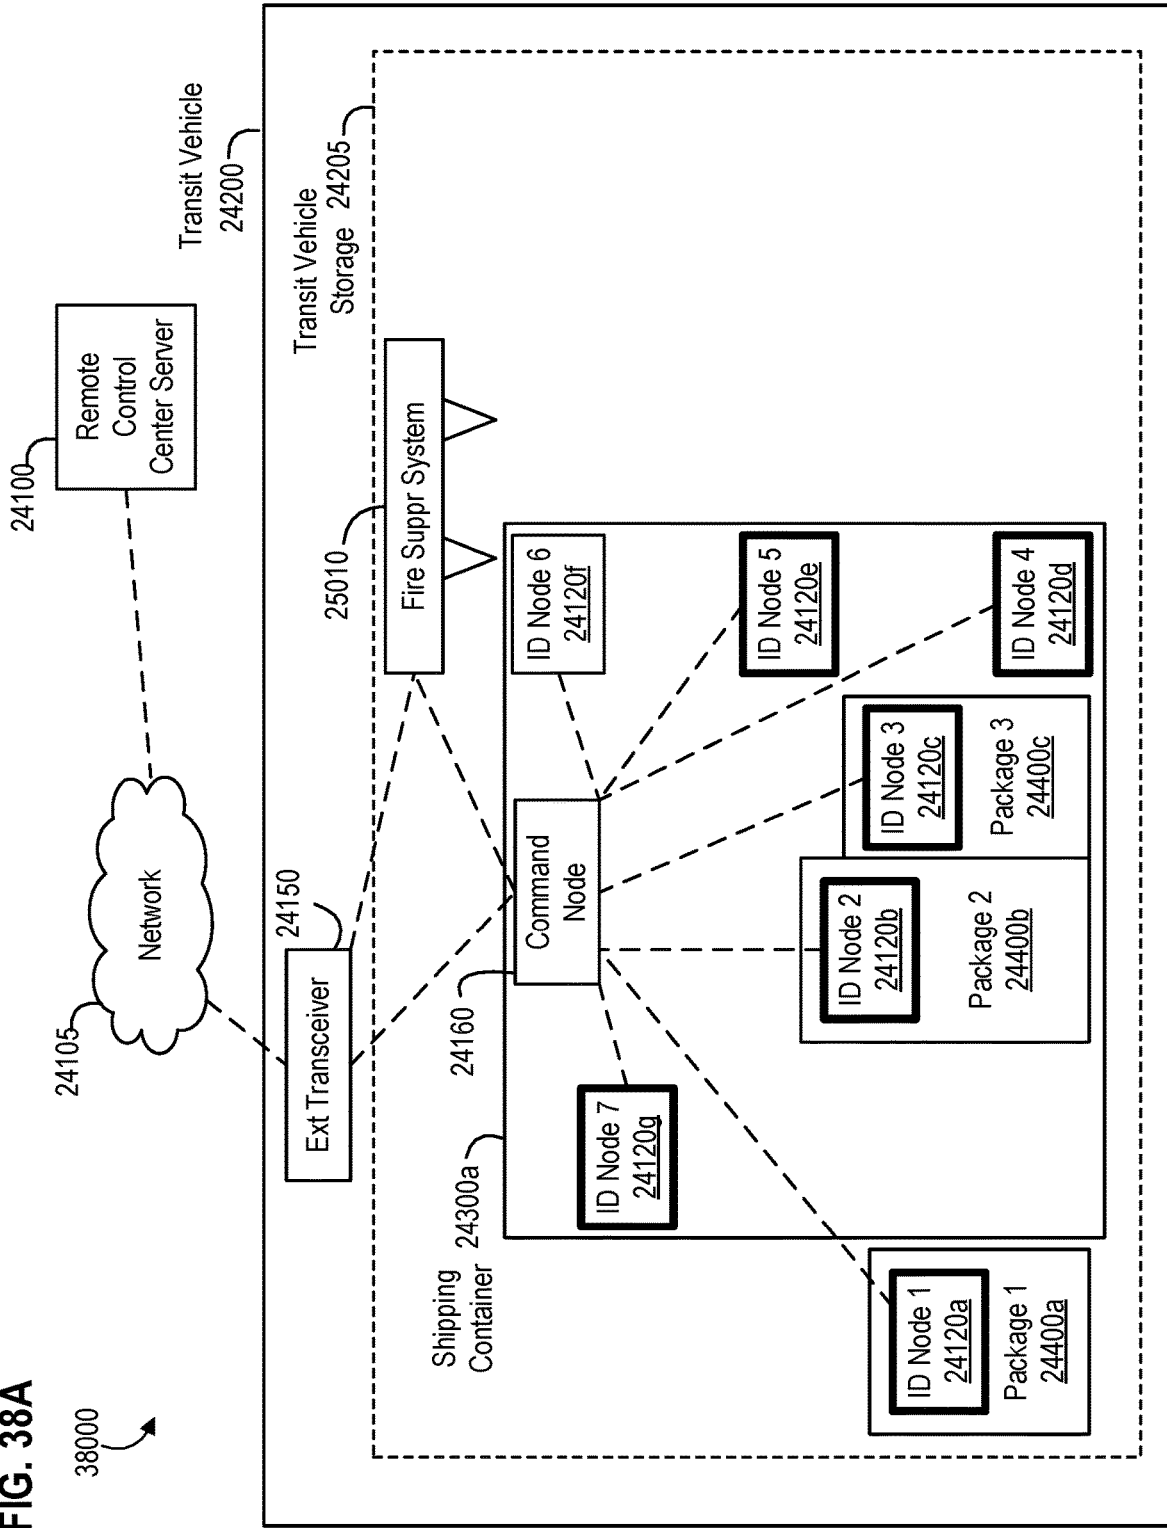 FIG. 38A
38000
24105
Network
24100
Remote
Control
Center Server
Transit Vehicle
24200
Ext Transceiver
24150
Transit Vehicle
Storage 24205
25010
Fire Suppr System
Shipping
Container 24300a
24160
Command
Node
ID Node 6
24120f
ID Node 7
24120g
ID Node 5
24120e
ID Node 1
24120a
Package 1
24400a
ID Node 2
24120b
Package 2
24400b
ID Node 3
24120c
Package 3
24400c
ID Node 4
24120d